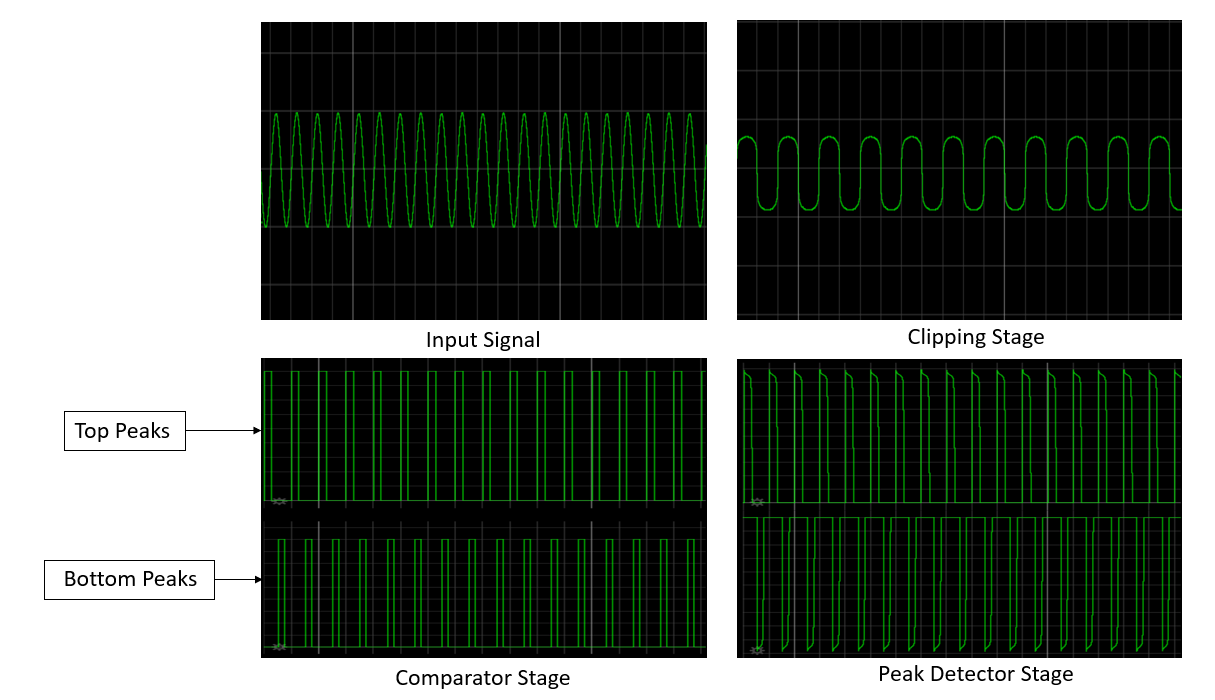 Input Signal
Clipping Stage
Top Peaks
Bottom Peaks
Comparator Stage
Peak Detector Stage